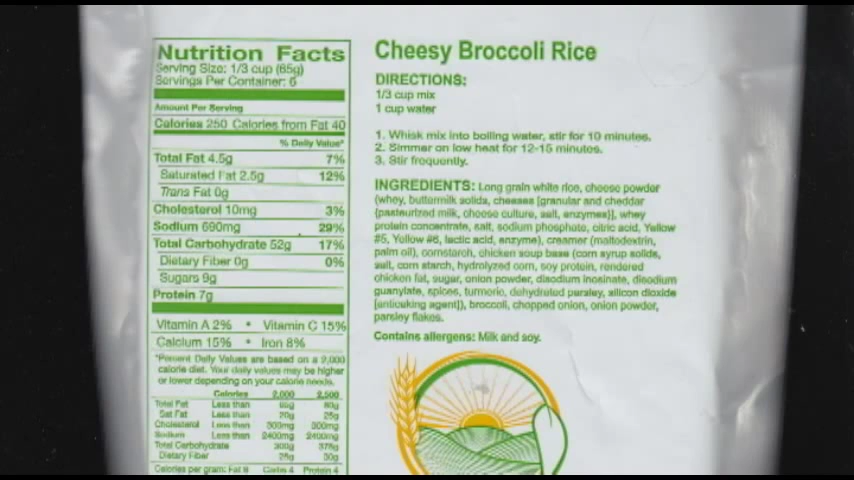 Nutrition Facts
Serving Size: 1/3 cup (65g)
Servings Per Container: 6
Amount Per Serving
Calories 250 Calories from Fat 40
% Daily Value*
Total Fat 4.5g 7%
Saturated Fat 2.5g 12%
Trans Fat 0g
Cholesterol 10mg 3%
Sodium 690mg 29%
Total Carbohydrate 52g 17%
Dietary Fiber 0g 0%
Sugars 9g
Protein 7g
Vitamin A 2% • Vitamin C 15%
Calcium 15% • Iron 8%
*Percent Daily Values are based on a 2,000
calorie diet. Your daily values may be higher
or lower depending on your calorie needs.
Calories 2,000 2,500
Total Fat Less than 65g 80g
Sat Fat Less than 20g 25g
Cholesterol Less than 300mg 300mg
Sodium Less than 2400mg 2400mg
Total Carbohydrate 300g 375g
Dietary Fiber 25g 30g
Calories per gram: Fat 9 Carbs 4 Protein 4
Cheesy Broccoli Rice
DIRECTIONS:
1/3 cup mix
1 cup water
1. Whisk mix into boiling water, stir for 10 minutes.
2. Simmer on low heat for 12-15 minutes.
3. Stir frequently.
INGREDIENTS: Long grain white rice, cheese powder
(whey, buttermilk solids, cheeses [granular and cheddar
{pasteurized milk, cheese culture, salt, enzymes}], whey
protein concentrate, salt, sodium phosphate, citric acid, Yellow
#5, Yellow #6, lactic acid, enzyme), creamer (maltodextrin,
palm oil), cornstarch, chicken soup base (corn syrup solids,
salt, corn starch, hydrolyzed corn, soy protein, rendered
chicken fat, sugar, onion powder, disodium inosinate, disodium
guanylate, spices, turmeric, dehydrated parsley, silicon dioxide
[anticaking agent]), broccoli, chopped onion, onion powder,
parsley flakes.
Contains allergens: Milk and soy.